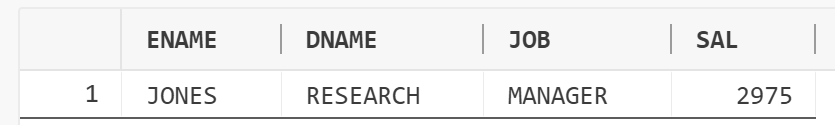 ENAME DNAME JOB SAL
1 JONES RESEARCH MANAGER 2975